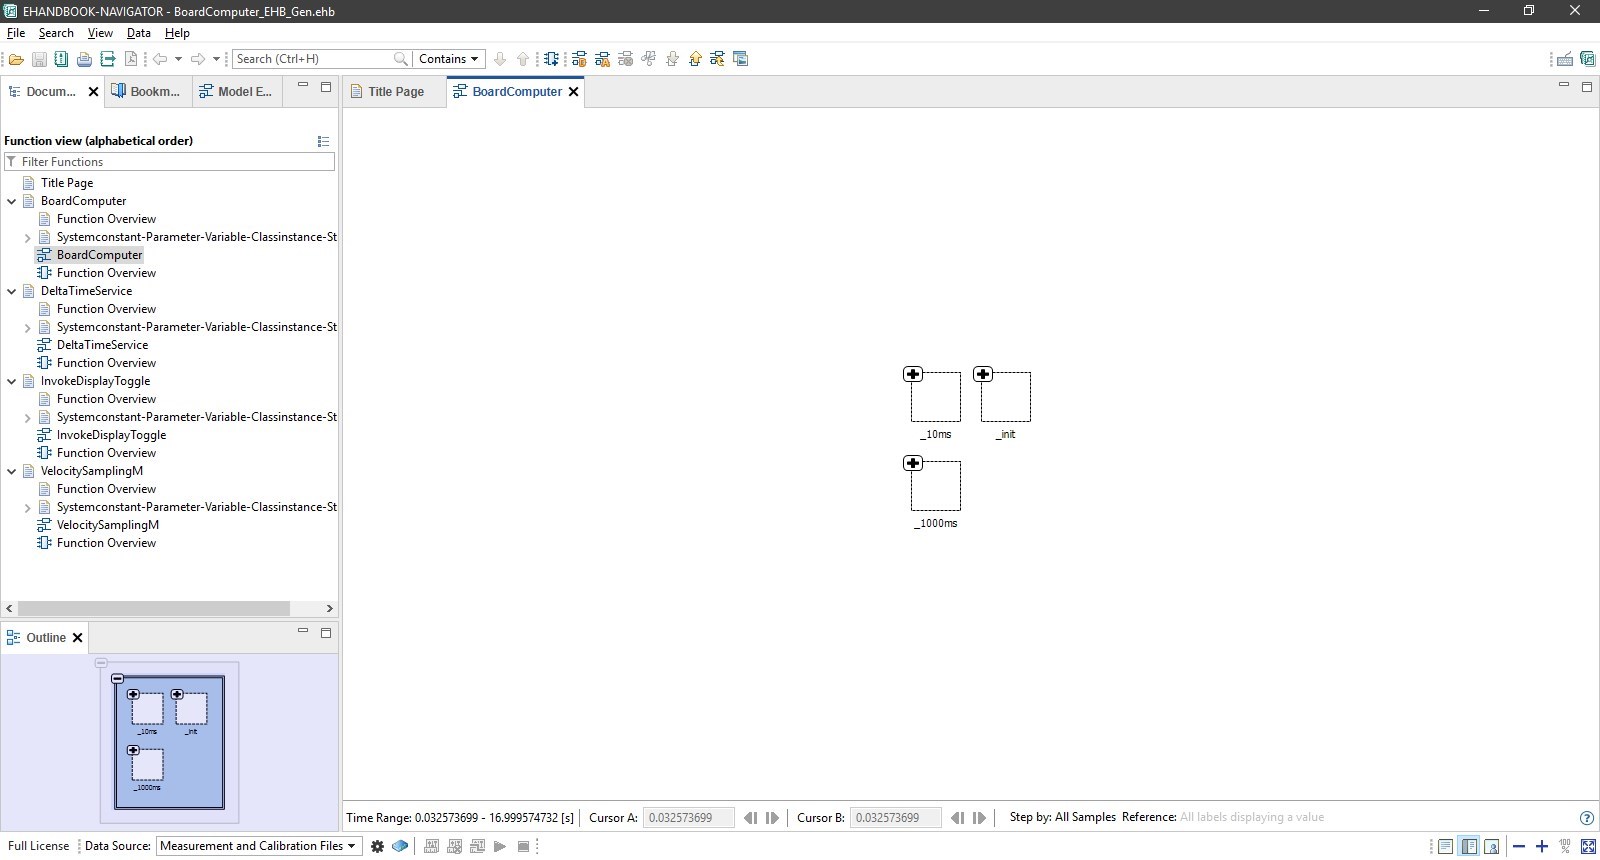 EHANDBOOK-NAVIGATOR - BoardComputer_EHB_Gen.ehb
File Search View Data Help
Search (Ctrl+H) Contains
Docum... Bookm... Model E... Title Page BoardComputer
Function view (alphabetical order)
Filter Functions
Title Page
BoardComputer
Function Overview
Systemconstant-Parameter-Variable-Classinstance-St
BoardComputer
Function Overview
DeltaTimeService
Function Overview
Systemconstant-Parameter-Variable-Classinstance-St
DeltaTimeService
Function Overview
InvokeDisplayToggle
Function Overview
Systemconstant-Parameter-Variable-Classinstance-St
InvokeDisplayToggle
Function Overview
VelocitySamplingM
Function Overview
Systemconstant-Parameter-Variable-Classinstance-St
VelocitySamplingM
Function Overview
_10ms _init
_1000ms
Outline
_10ms _init
_1000ms
Time Range: 0.032573699 - 16.999574732 [s] Cursor A: 0.032573699 Cursor B: 0.032573699 Step by: All Samples Reference: All labels displaying a value
Full License Data Source: Measurement and Calibration Files 100 %